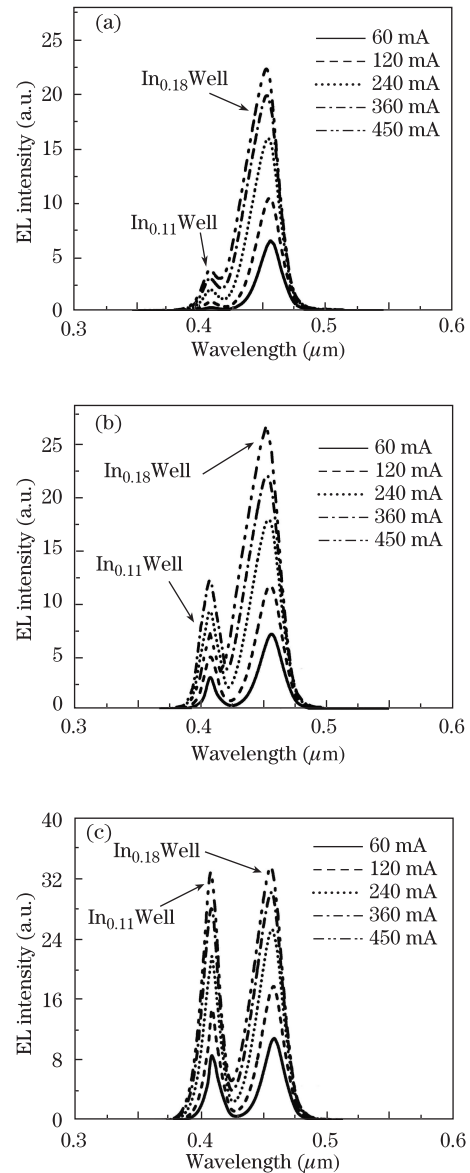 (a)
60 mA
120 mA
240 mA
360 mA
450 mA
In0.18Well
In0.11Well
EL intensity (a.u.)
25
20
15
10
5
0
0.3
0.4
0.5
0.6
Wavelength (μm)
(b)
60 mA
120 mA
240 mA
360 mA
450 mA
In0.18Well
In0.11Well
EL intensity (a.u.)
25
20
15
10
5
0
0.3
0.4
0.5
0.6
Wavelength (μm)
(c)
60 mA
120 mA
240 mA
360 mA
450 mA
In0.18Well
In0.11Well
EL intensity (a.u.)
40
32
24
16
8
0
0.3
0.4
0.5
0.6
Wavelength (μm)